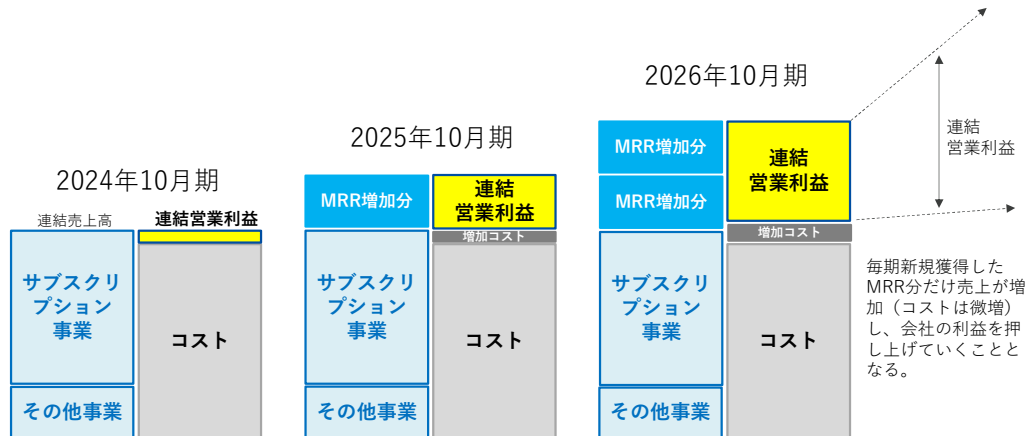 2024年10月期
連結売上高
連結営業利益
サブスクリ
プション
事業
その他事業
コスト
2025年10月期
MRR増加分
サブスクリ
プション
事業
その他事業
連結
営業利益
増加コスト
コスト
2026年10月期
MRR増加分
MRR増加分
サブスクリ
プション
事業
その他事業
連結
営業利益
増加コスト
コスト
連結
営業利益
毎期新規獲得した
MRR分だけ売上が増
加（コストは微増）
し、会社の利益を押
し上げていくことと
なる。